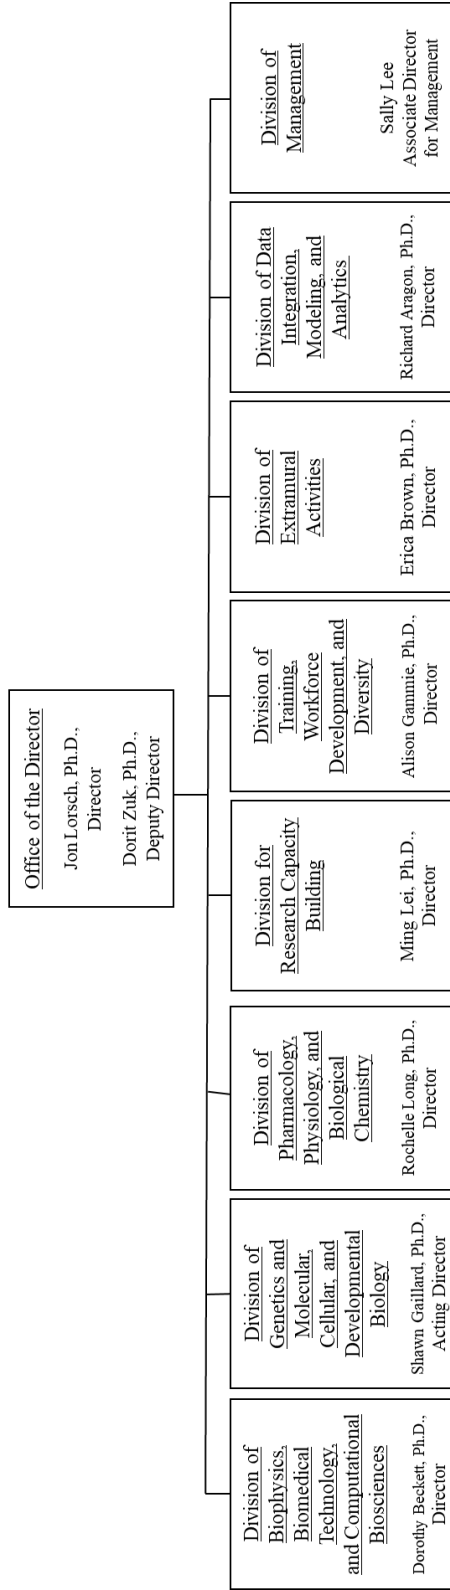 Office of the Director
Jon Lorsch, Ph.D.,
Director
Dorit Zuk, Ph.D.,
Deputy Director
Division of
Biophysics,
Biomedical
Technology,
and Computational
Biosciences
Dorothy Beckett, Ph.D.,
Director
Division of
Genetics and
Molecular,
Cellular, and
Developmental
Biology
Shawn Gaillard, Ph.D.,
Acting Director
Division of
Pharmacology,
Physiology, and
Biological
Chemistry
Rochelle Long, Ph.D.,
Director
Division for
Research Capacity
Building
Ming Lei, Ph.D.,
Director
Division of
Training,
Workforce
Development, and
Diversity
Alison Gammie, Ph.D.,
Director
Division of
Extramural
Activities
Erica Brown, Ph.D.,
Director
Division of Data
Integration,
Modeling, and
Analytics
Richard Aragon, Ph.D.,
Director
Division of
Management
Sally Lee
Associate Director
for Management